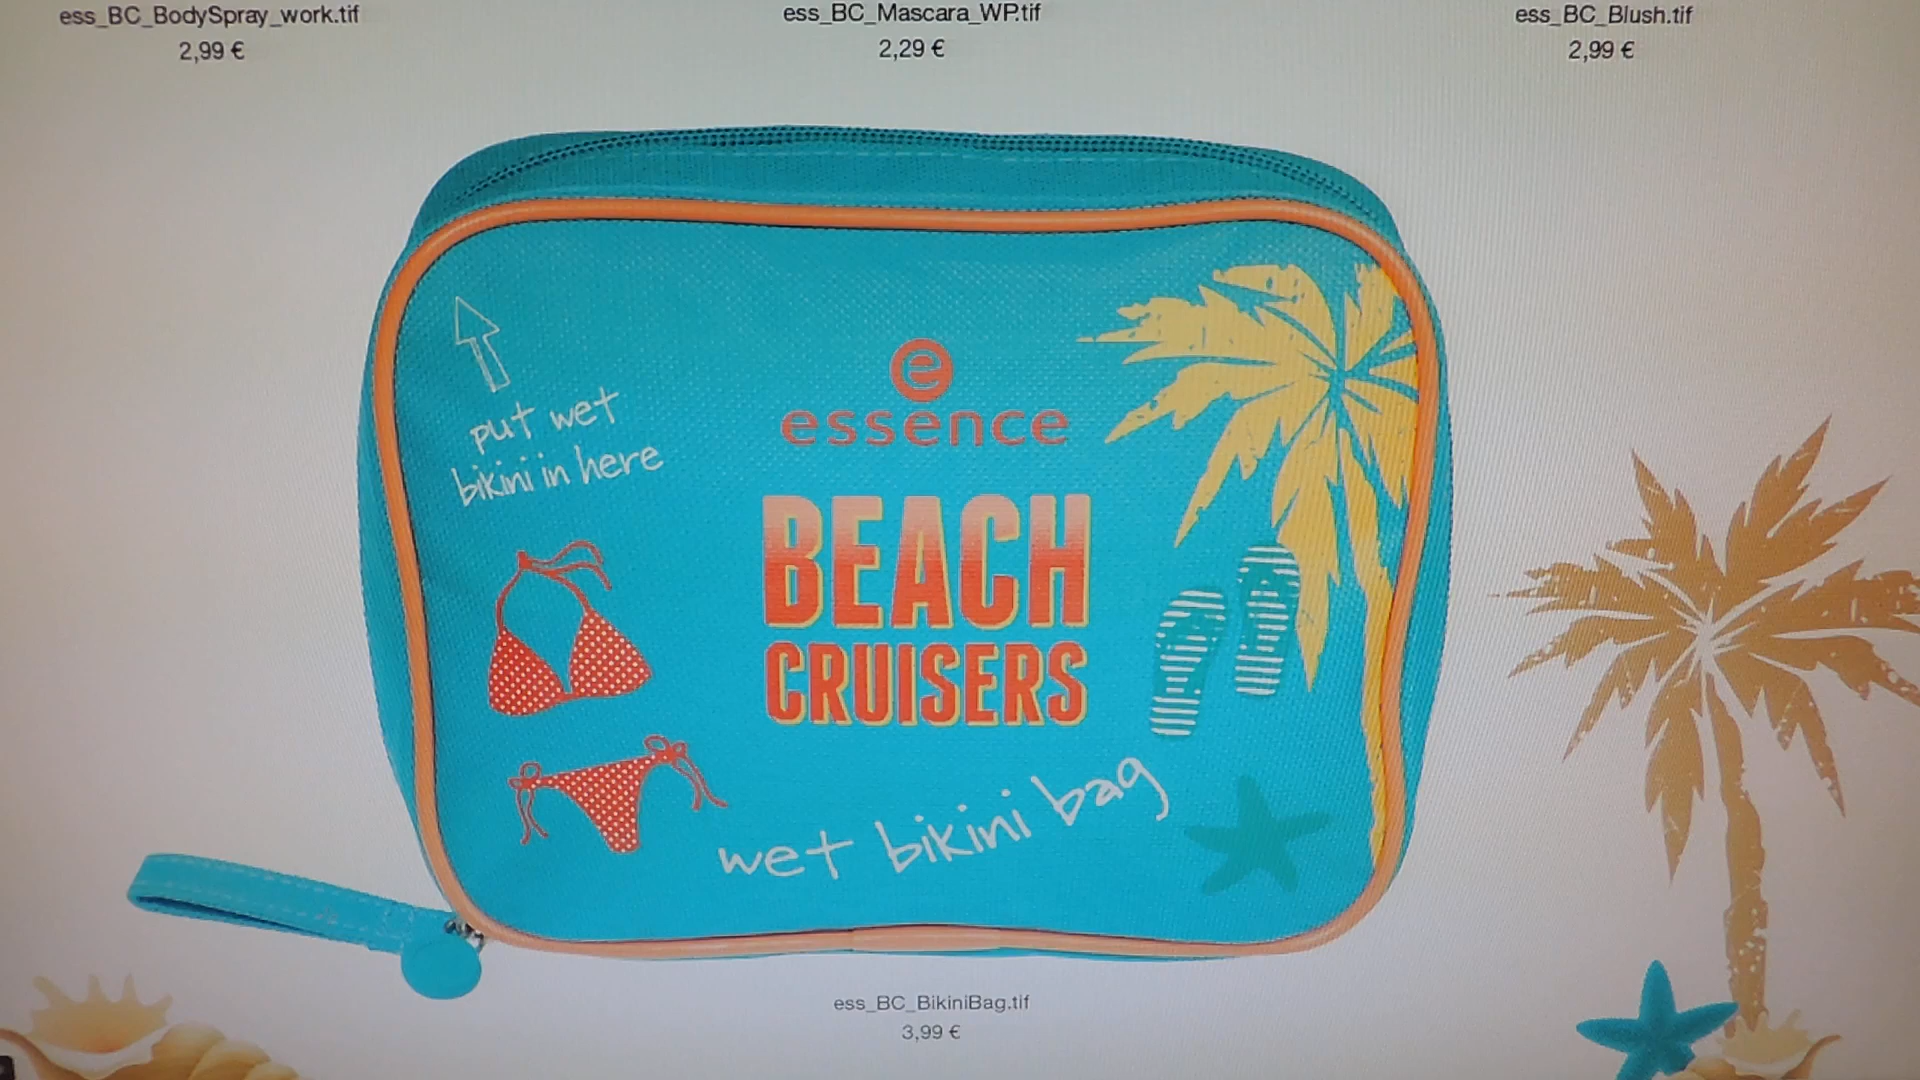 ess_BC_BodySpray_work.tif
2,99 €
ess_BC_Mascara_WP.tif
2,29 €
ess_BC_Blush.tif
2,99 €
put wet
bikini in here
e
essence
BEACH
CRUISERS
wet bikini bag
ess_BC_BikiniBag.tif
3,99 €